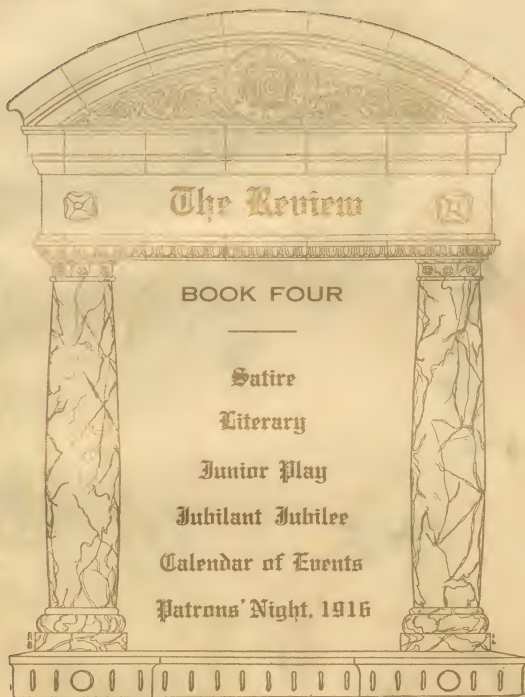 The Review
BOOK FOUR
Satire
Literary
Junior Play
Jubilant Jubilee
Calendar of Events
Patrons' Night, 1916